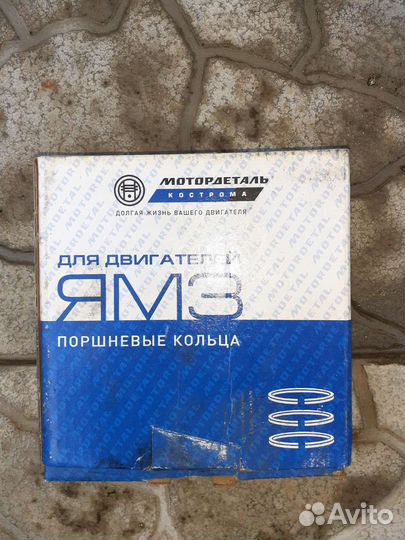 МОТОРДЕТАЛЬ
КОСТРОМА
ДОЛГАЯ ЖИЗНЬ ВАШЕГО ДВИГАТЕЛЯ
ДЛЯ ДВИГАТЕЛЕЙ
ЯМЗ
ПОРШНЕВЫЕ КОЛЬЦА
Avito